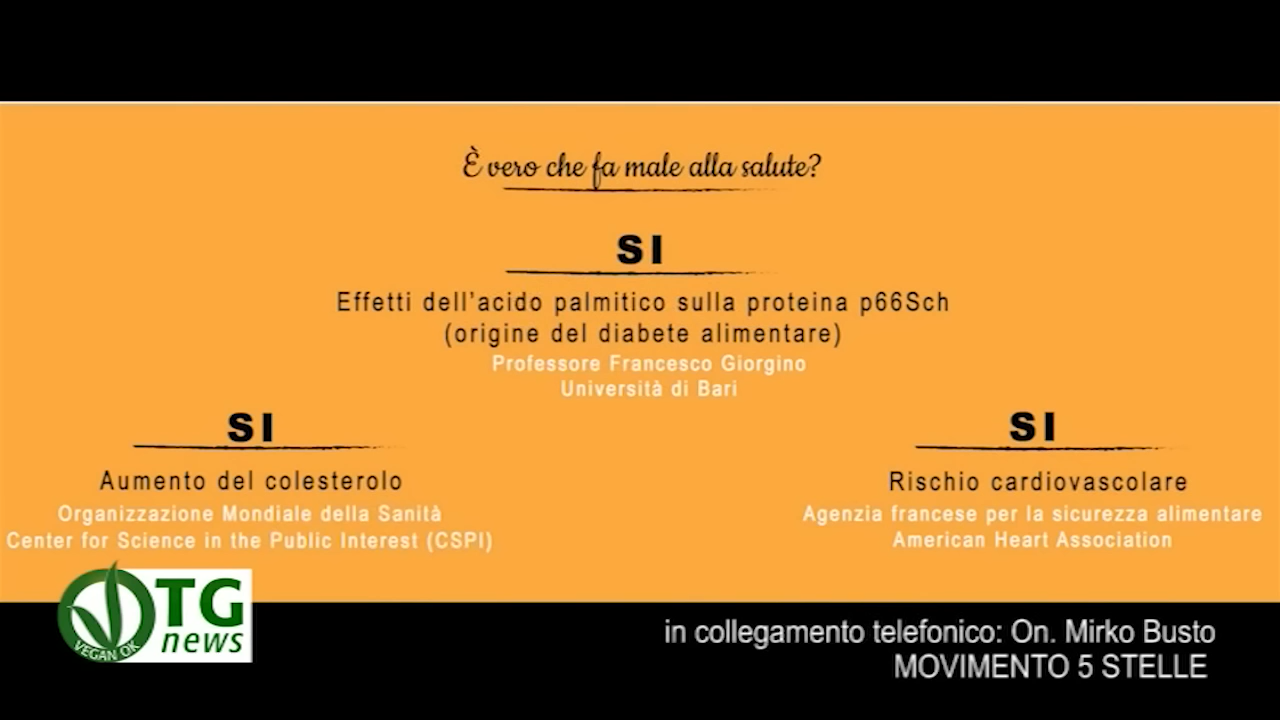 È vero che fa male alla salute?
SI
Effetti dell'acido palmitico sulla proteina p66Sch
(origine del diabete alimentare)
Professore Francesco Giorgino
Università di Bari
SI
Aumento del colesterolo
Organizzazione Mondiale della Sanità
Center for Science in the Public Interest (CSPI)
SI
Rischio cardiovascolare
Agenzia francese per la sicurezza alimentare
American Heart Association
VEGAN OK
TG
news
in collegamento telefonico: On. Mirko Busto
MOVIMENTO 5 STELLE